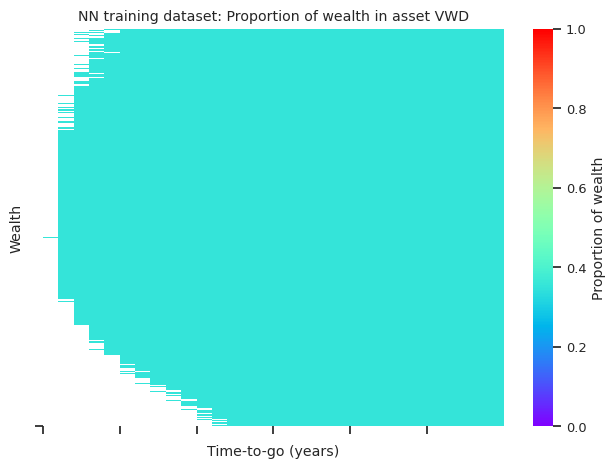 NN training dataset: Proportion of wealth in asset VWD
Wealth
Time-to-go (years)
1.0
0.8
0.6
0.4
0.2
0.0
Proportion of wealth